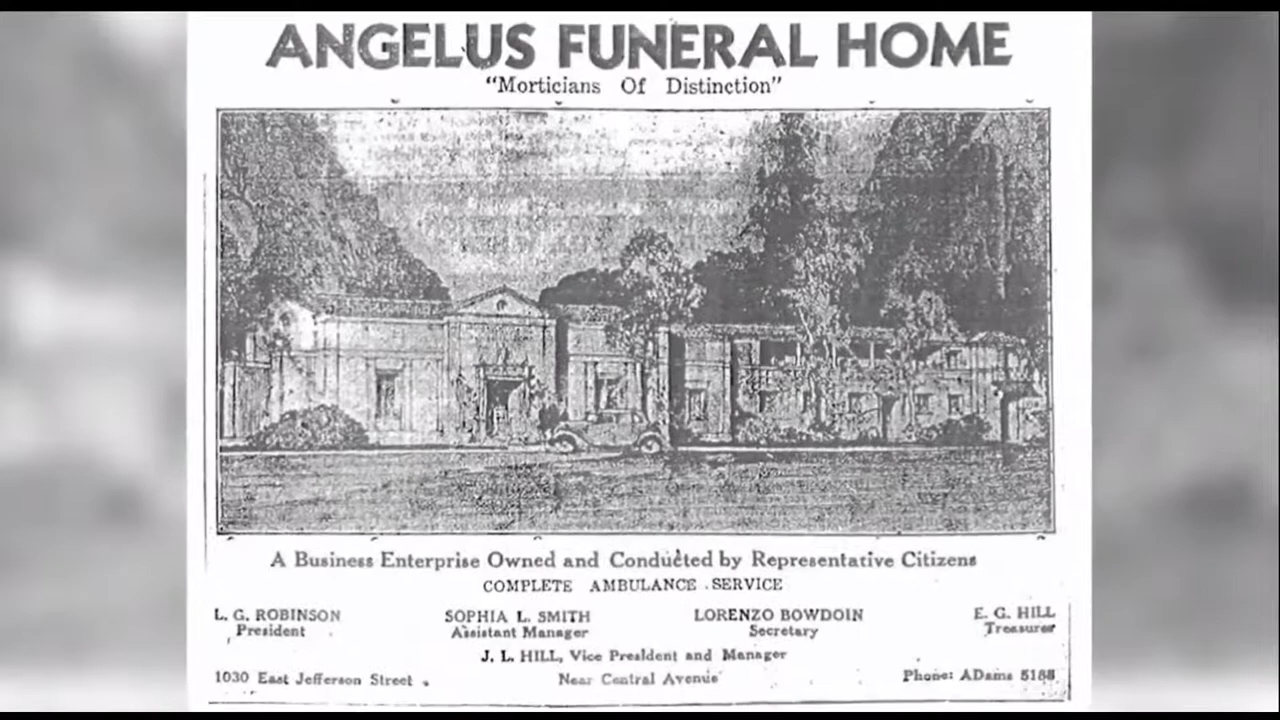 ANGELUS FUNERAL HOME
"Morticians Of Distinction"
A Business Enterprise Owned and Conducted by Representative Citizens
COMPLETE AMBULANCE SERVICE
L. G. ROBINSON SOPHIA L. SMITH LORENZO BOWDOIN E. G. HILL
President Assistant Manager Secretary Treasurer
J. L. HILL, Vice President and Manager
1030 East Jefferson Street Near Central Avenue Phone: ADams 5188